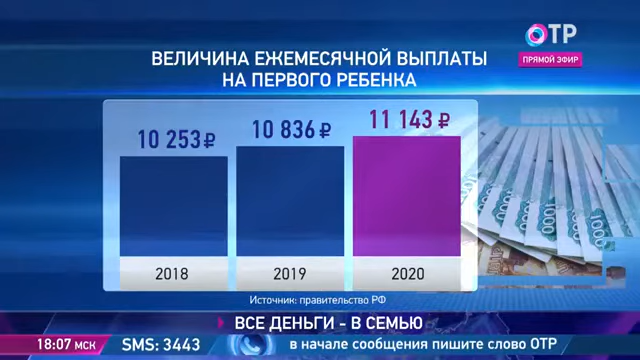 ОТР
ПРЯМОЙ ЭФИР
ВЕЛИЧИНА ЕЖЕМЕСЯЧНОЙ ВЫПЛАТЫ
НА ПЕРВОГО РЕБЕНКА
10 253 ₽
10 836 ₽
11 143 ₽
2018
2019
2020
1000
Источник: правительство РФ
ВСЕ ДЕНЬГИ - В СЕМЬЮ
18:07 МСК
SMS: 3443
в начале сообщения пишите слово ОТР